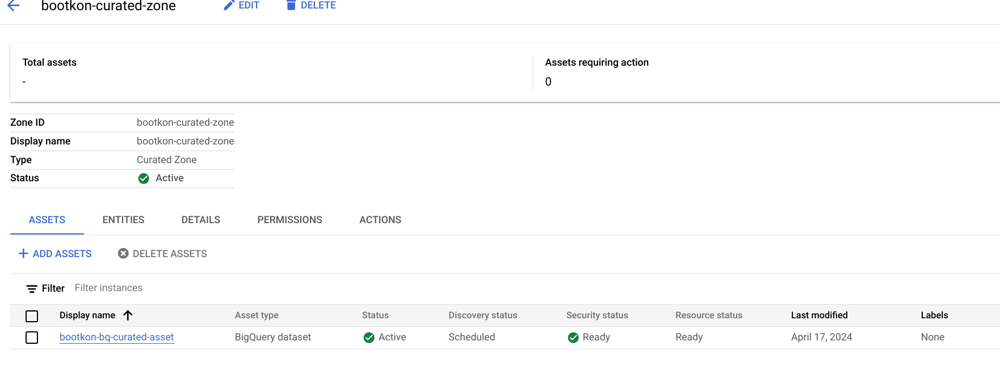 bootkon-curated-zone EDIT DELETE
Total assets Assets requiring action
- 0
Zone ID bootkon-curated-zone
Display name bootkon-curated-zone
Type Curated Zone
Status Active
ASSETS ENTITIES DETAILS PERMISSIONS ACTIONS
ADD ASSETS DELETE ASSETS
Filter Filter instances
Display name Asset type Status Discovery status Security status Resource status Last modified Labels
bootkon-bq-curated-asset BigQuery dataset Active Scheduled Ready Ready April 17, 2024 None